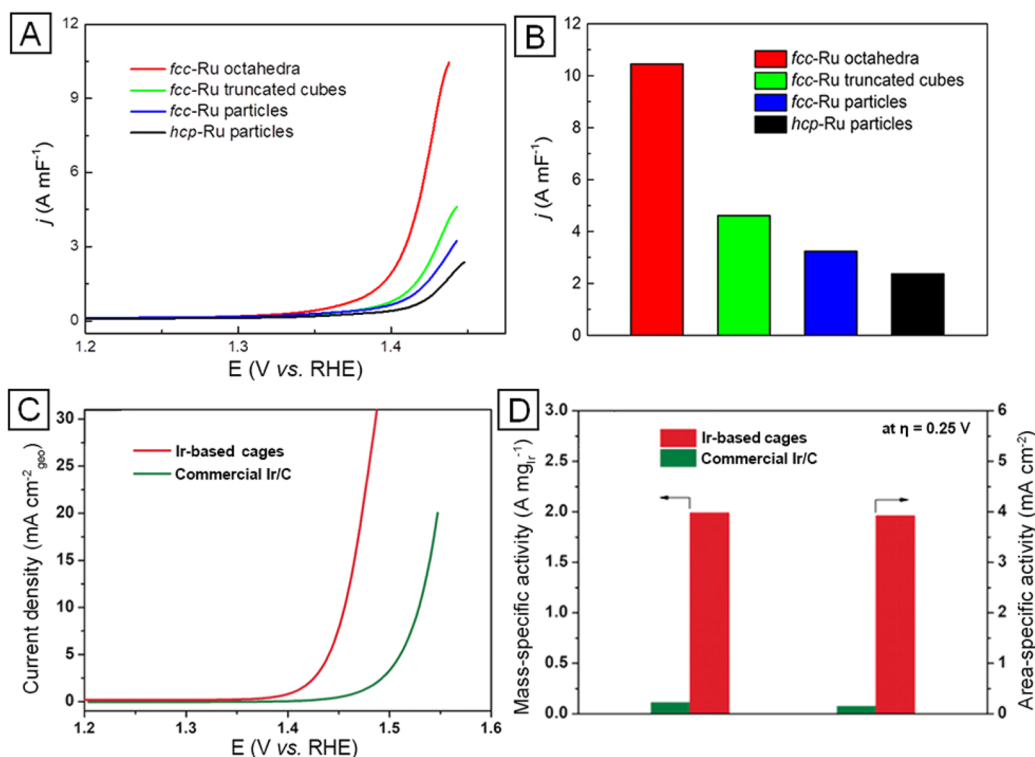 A
12
9
6
3
0
j (A mF⁻¹)
fcc-Ru octahedra
fcc-Ru truncated cubes
fcc-Ru particles
hcp-Ru particles
1.2
1.3
1.4
E (V vs. RHE)
B
12
10
8
6
4
2
0
j (A mF⁻¹)
fcc-Ru octahedra
fcc-Ru truncated cubes
fcc-Ru particles
hcp-Ru particles
C
30
25
20
15
10
5
0
Current density (mA cm⁻²geo)
Ir-based cages
Commercial Ir/C
1.2
1.3
1.4
1.5
1.6
E (V vs. RHE)
D
3.0
2.5
2.0
1.5
1.0
0.5
0.0
Mass-specific activity (A mgIr⁻¹)
Ir-based cages
Commercial Ir/C
at η = 0.25 V
6
5
4
3
2
1
0
Area-specific activity (mA cm⁻²)